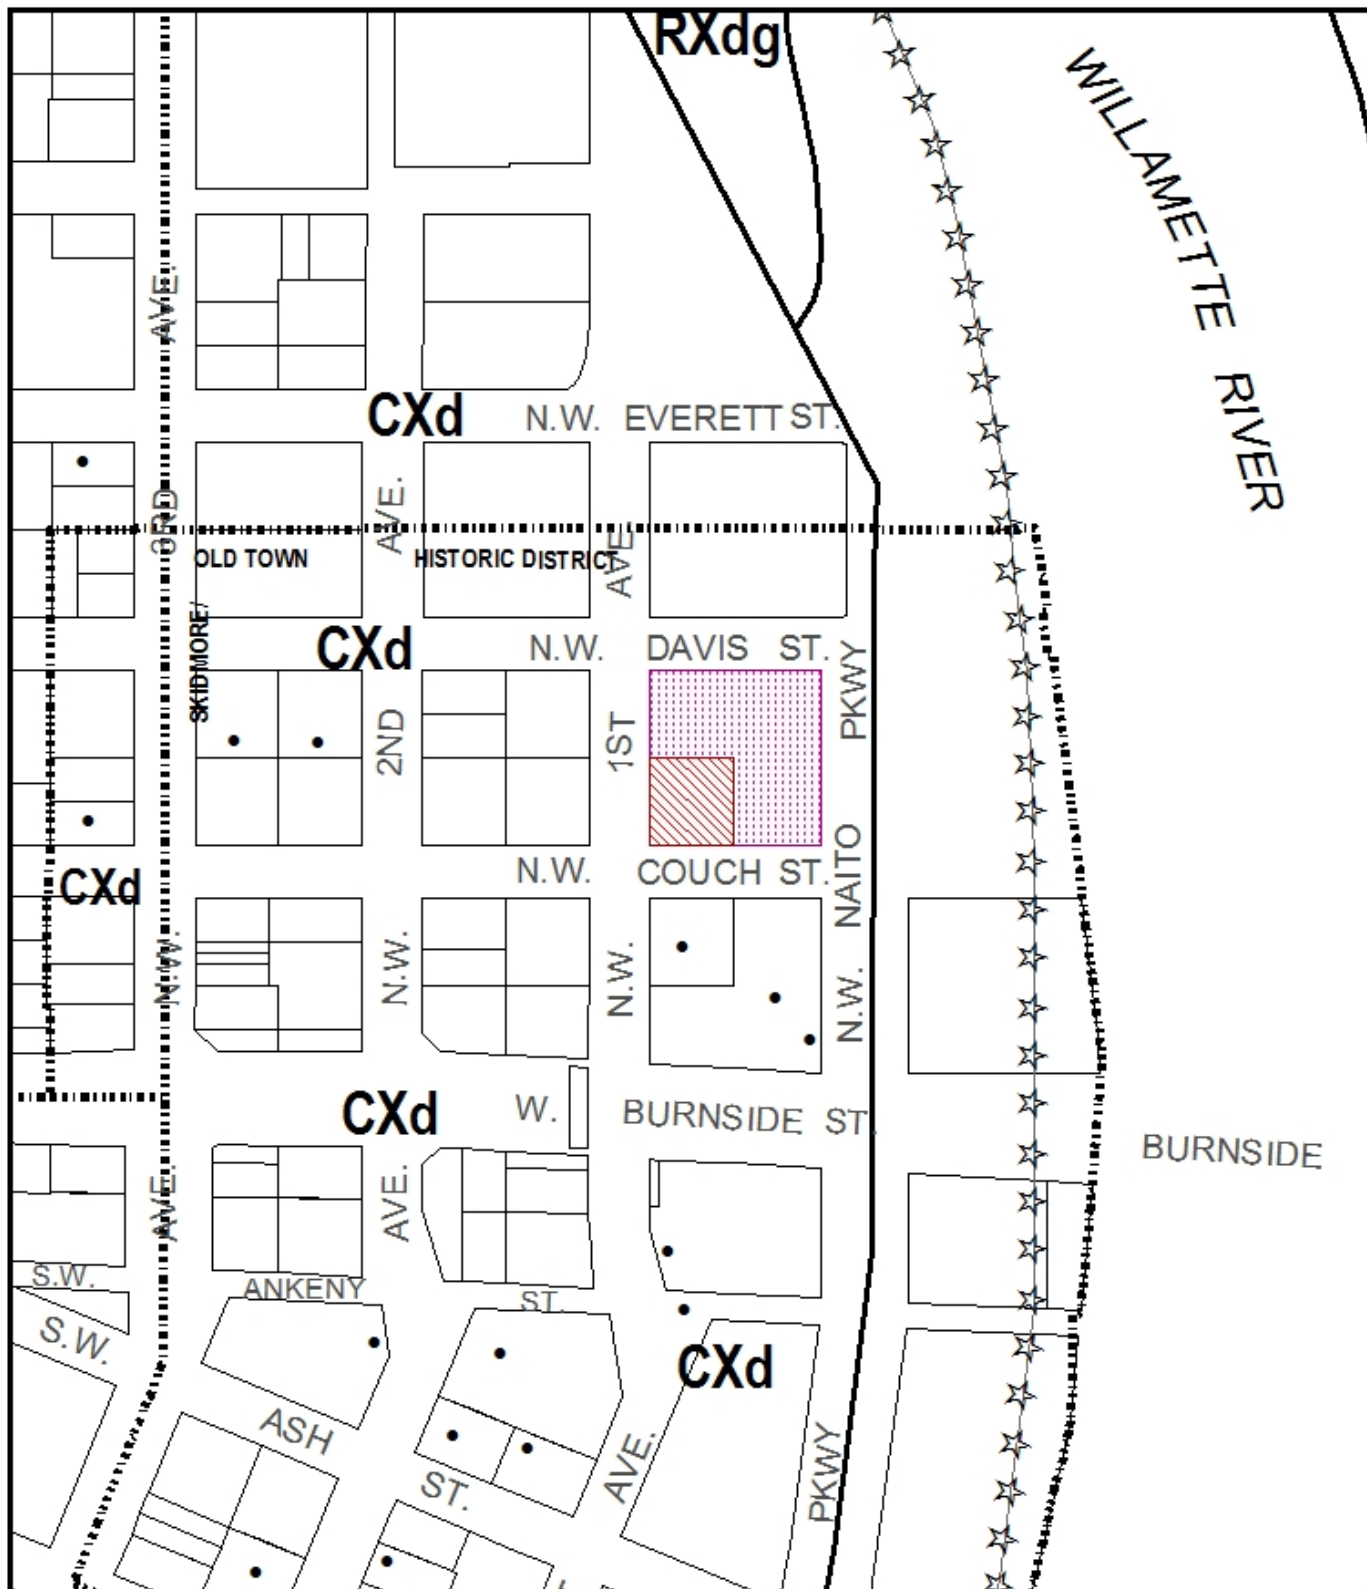 RXdg
WILLAMETTE RIVER
AVE.
CXd
N.W. EVERETT ST.
3RD
AVE.
AVE.
OLD TOWN HISTORIC DISTRICT
SKIDMORE/
CXd
N.W. DAVIS ST.
PKWY
2ND
1ST
CXd
N.W. COUCH ST.
NAITO
N.W.
N.W.
N.W.
N.W.
CXd
W. BURNSIDE ST.
BURNSIDE
AVE.
AVE.
S.W. ANKENY ST.
S.W.
CXd
ASH
ST.
AVE.
PKWY